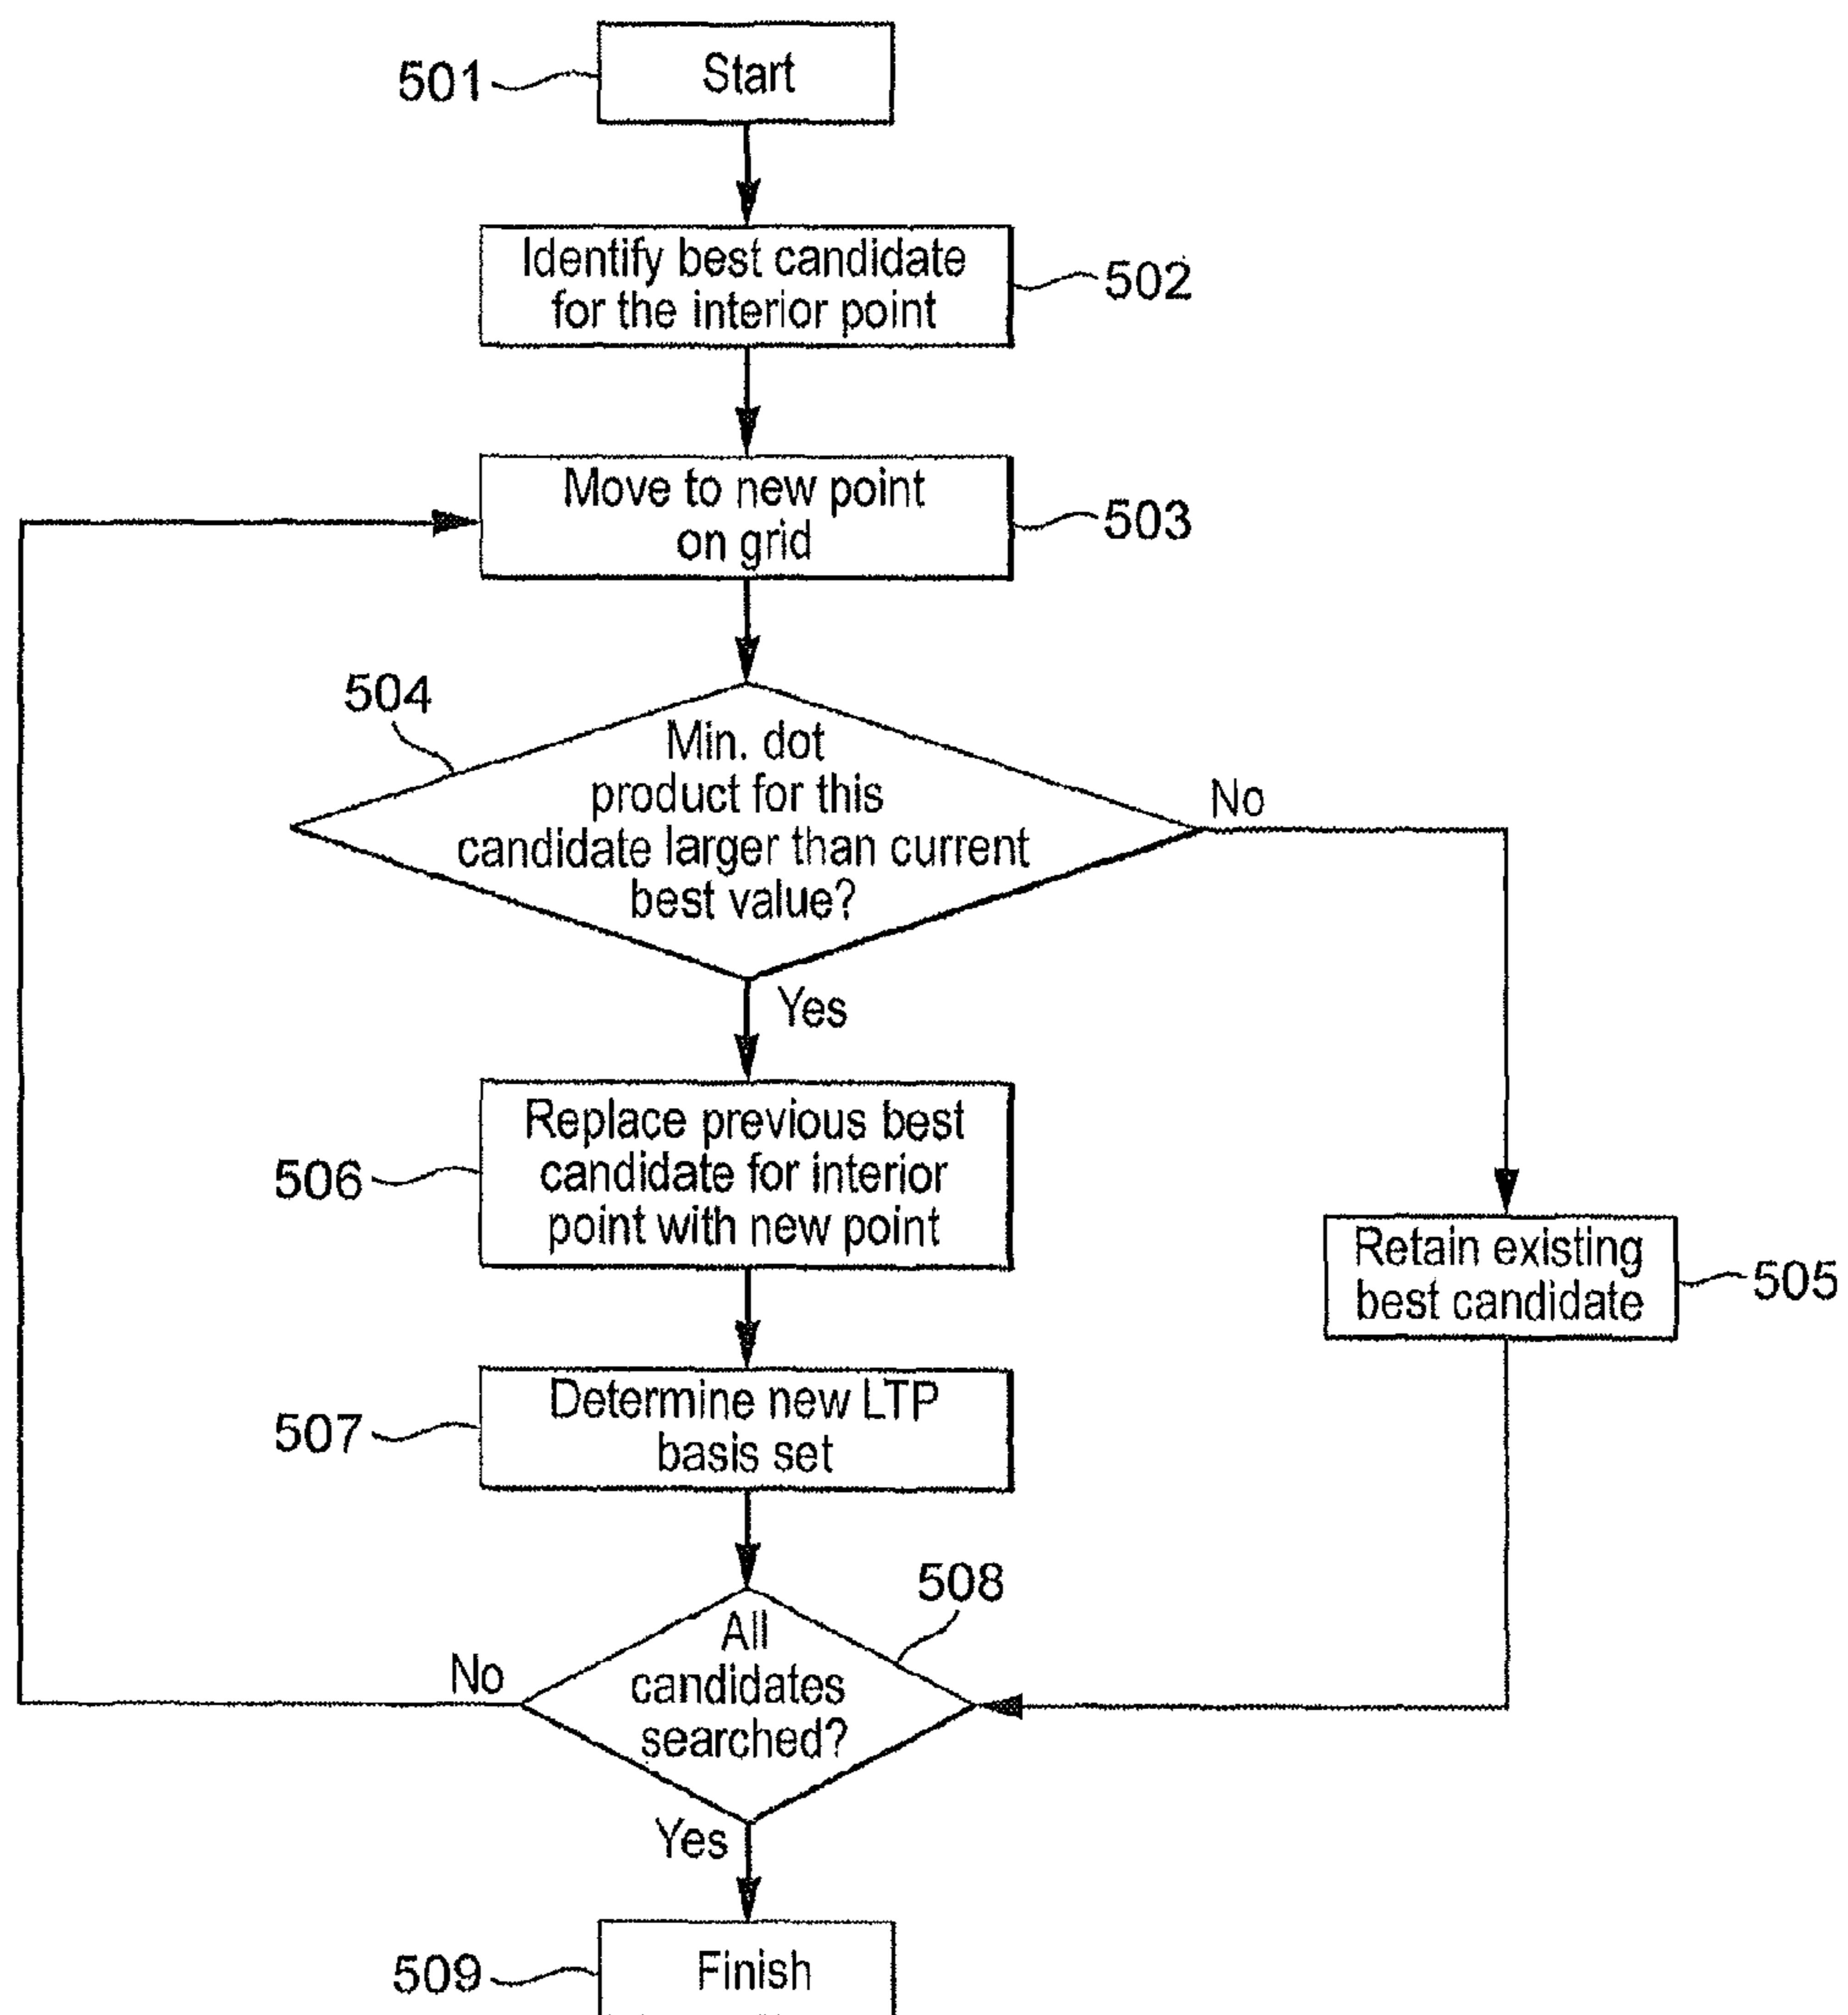 501
Start
Identify best candidate
for the interior point
502
Move to new point
on grid
503
504
Min. dot
product for this
candidate larger than current
best value?
No
Yes
506
Replace previous best
candidate for interior
point with new point
Retain existing
best candidate
505
507
Determine new LTP
basis set
508
All
candidates
searched?
No
Yes
509
Finish